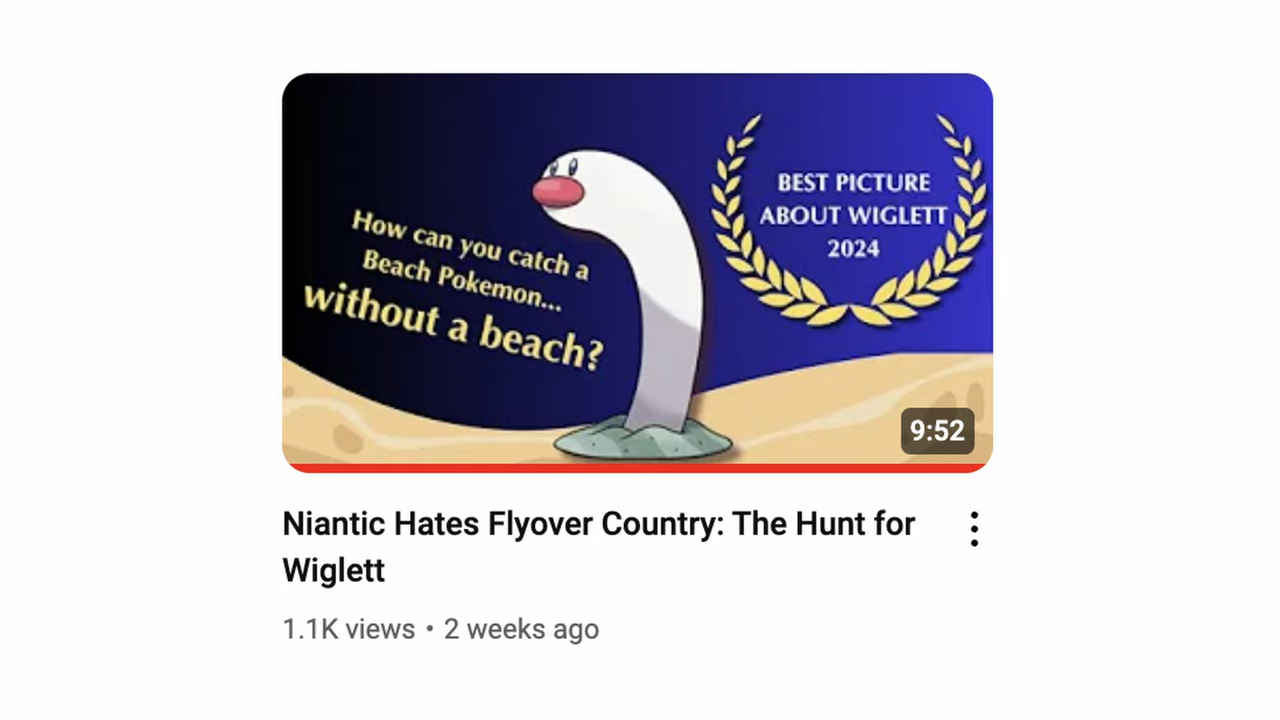 How can you catch a
Beach Pokemon...
without a beach?
BEST PICTURE
ABOUT WIGLETT
2024
9:52
Niantic Hates Flyover Country: The Hunt for
Wiglett
1.1K views • 2 weeks ago